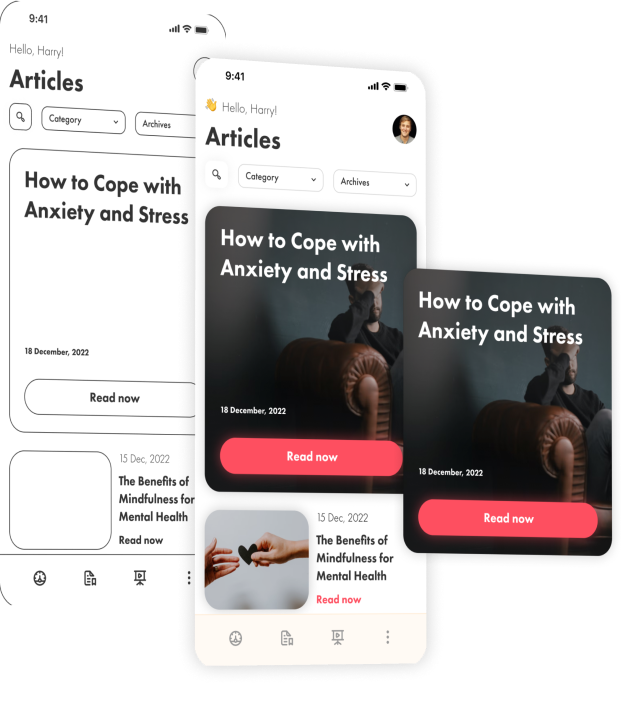 9:41
Hello, Harry!
Articles
Category
Archives
How to Cope with
Anxiety and Stress
18 December, 2022
Read now
15 Dec, 2022
The Benefits of
Mindfulness for
Mental Health
Read now
9:41
👋 Hello, Harry!
Articles
Category
Archives
How to Cope with
Anxiety and Stress
18 December, 2022
Read now
15 Dec, 2022
The Benefits of
Mindfulness for
Mental Health
Read now
How to Cope with
Anxiety and Stress
18 December, 2022
Read now